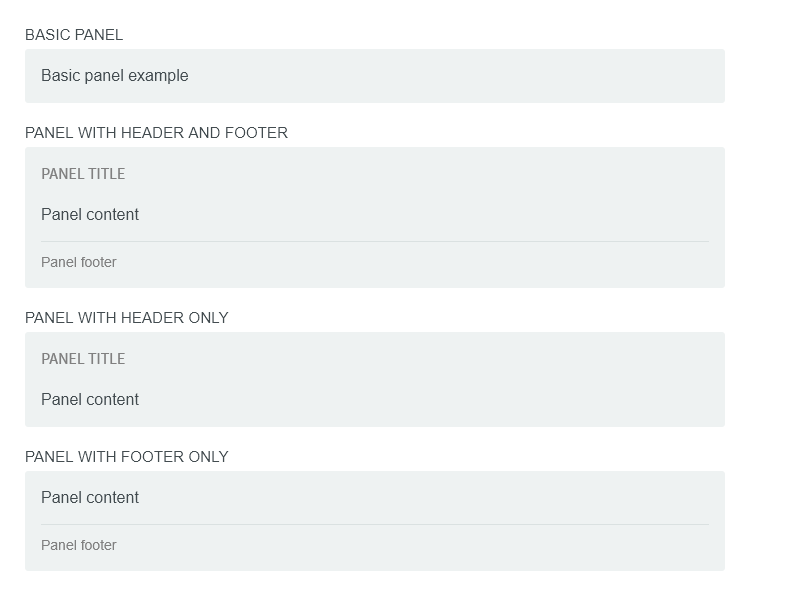 BASIC PANEL
Basic panel example
PANEL WITH HEADER AND FOOTER
PANEL TITLE
Panel content
Panel footer
PANEL WITH HEADER ONLY
PANEL TITLE
Panel content
PANEL WITH FOOTER ONLY
Panel content
Panel footer